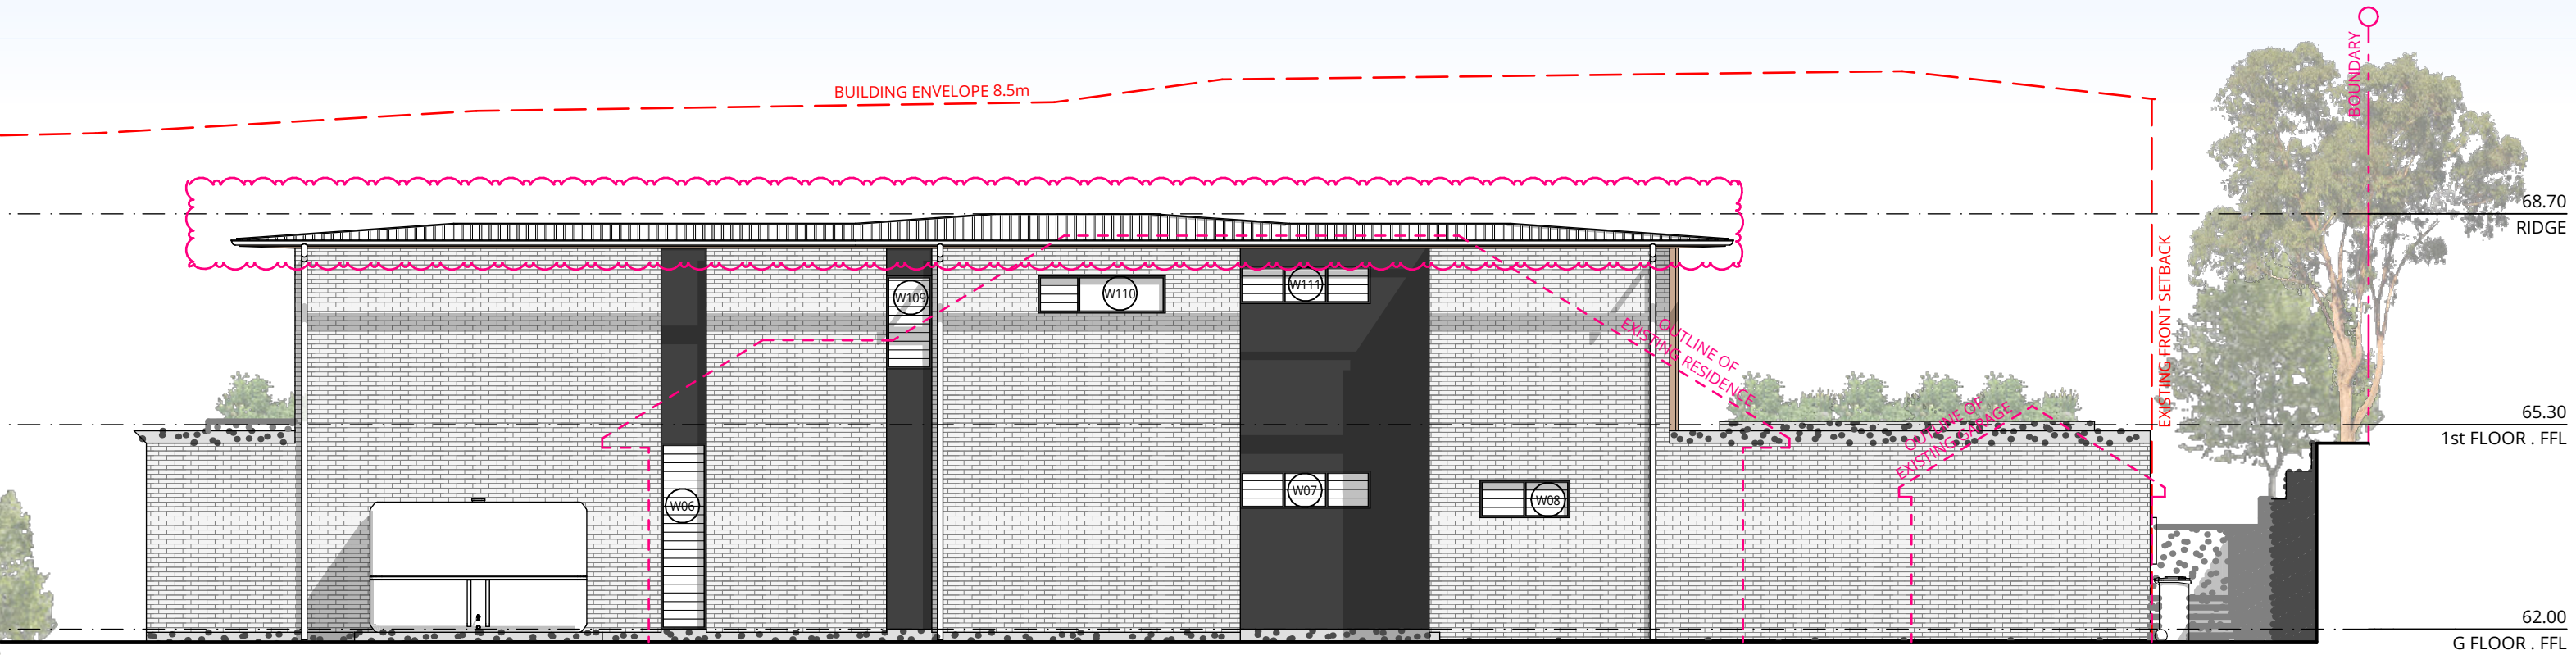 BOUNDARY
BUILDING ENVELOPE 8.5m
68.70
RIDGE
EXISTING FRONT SETBACK
W109
W110
W111
OUTLINE OF
EXISTING RESIDENCE
OUTLINE OF
EXISTING GARAGE
65.30
1st FLOOR . FFL
W06
W07
W08
62.00
G FLOOR . FFL